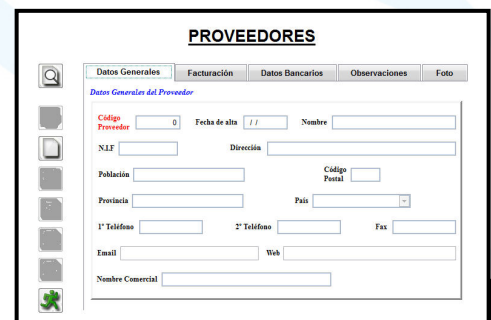 PROVEEDORES
Datos Generales Facturación Datos Bancarios Observaciones Foto
Datos Generales del Proveedor
Código Proveedor 0 Fecha de alta / / Nombre
N.I.F Dirección
Población Código Postal
Provincia País
1º Teléfono 2º Teléfono Fax
Email Web
Nombre Comercial